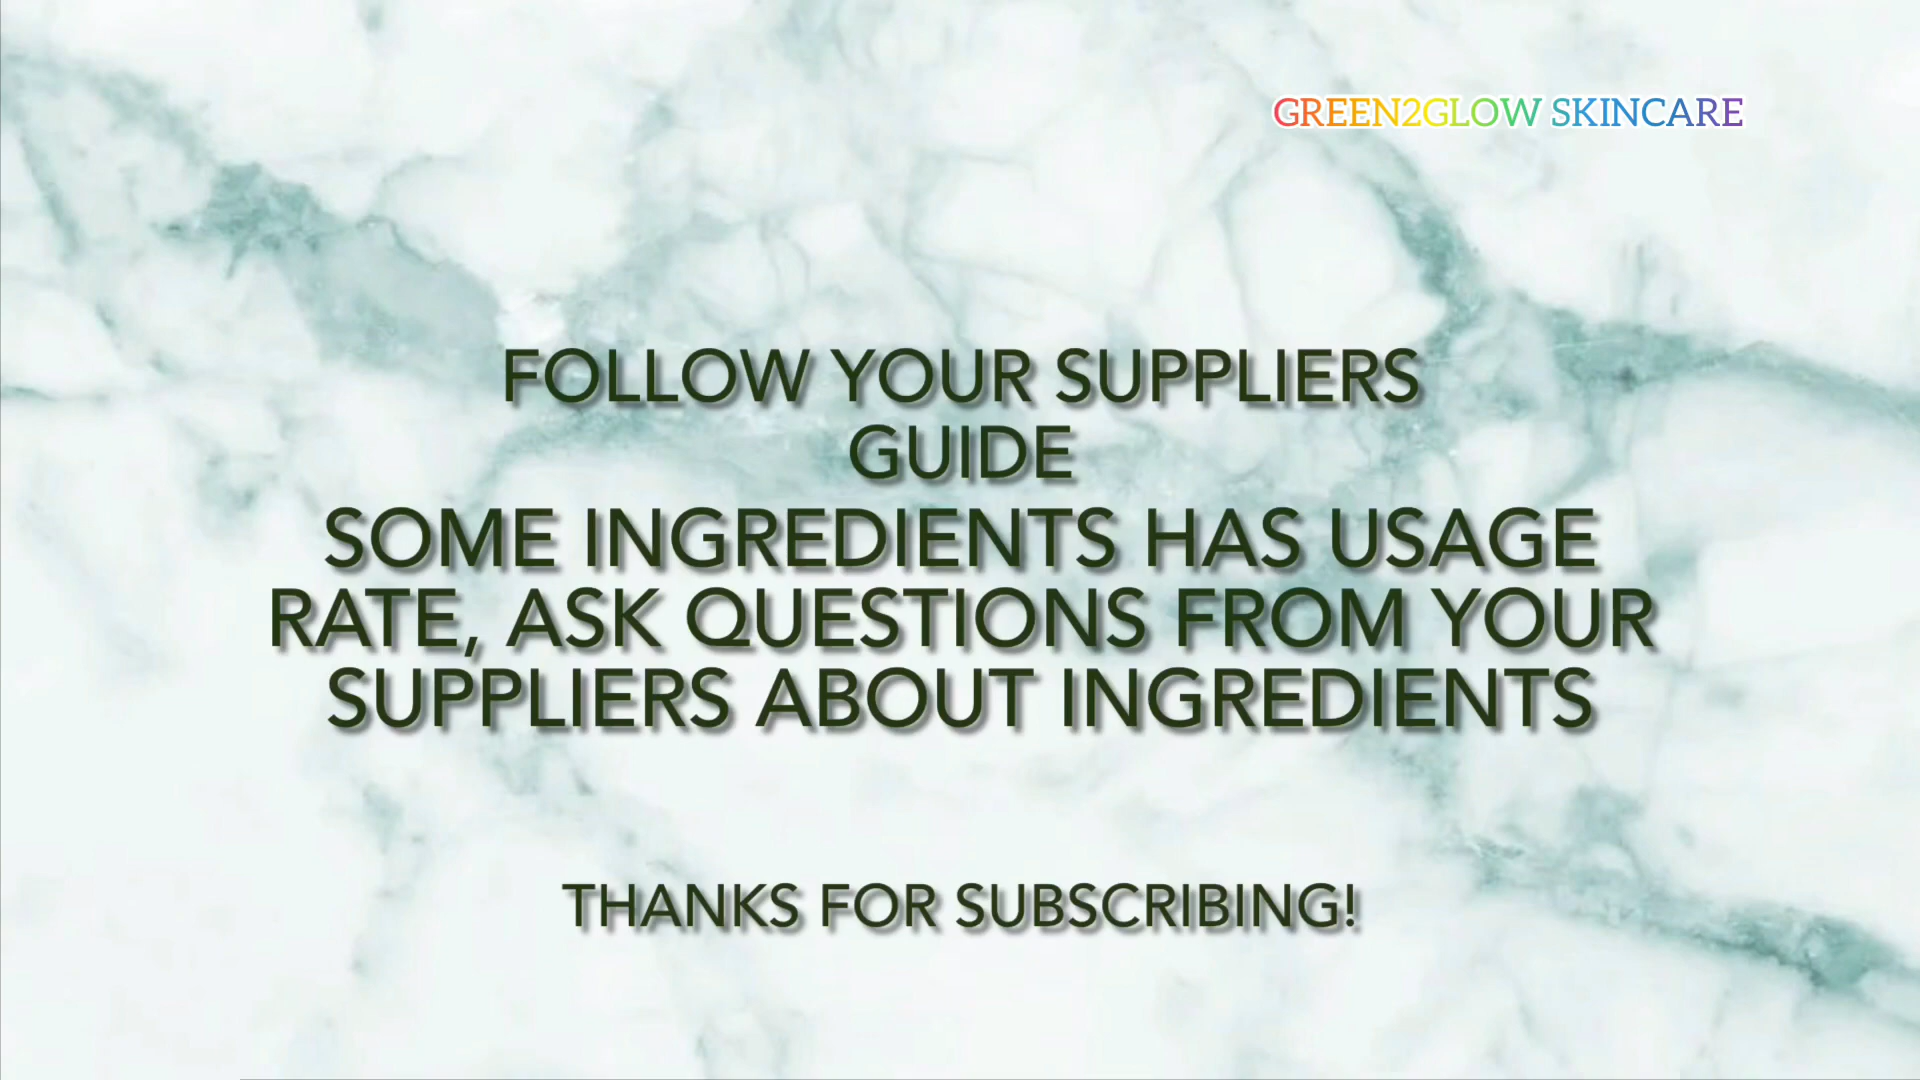 GREEN2GLOW SKINCARE
FOLLOW YOUR SUPPLIERS
GUIDE
SOME INGREDIENTS HAS USAGE
RATE, ASK QUESTIONS FROM YOUR
SUPPLIERS ABOUT INGREDIENTS
THANKS FOR SUBSCRIBING!